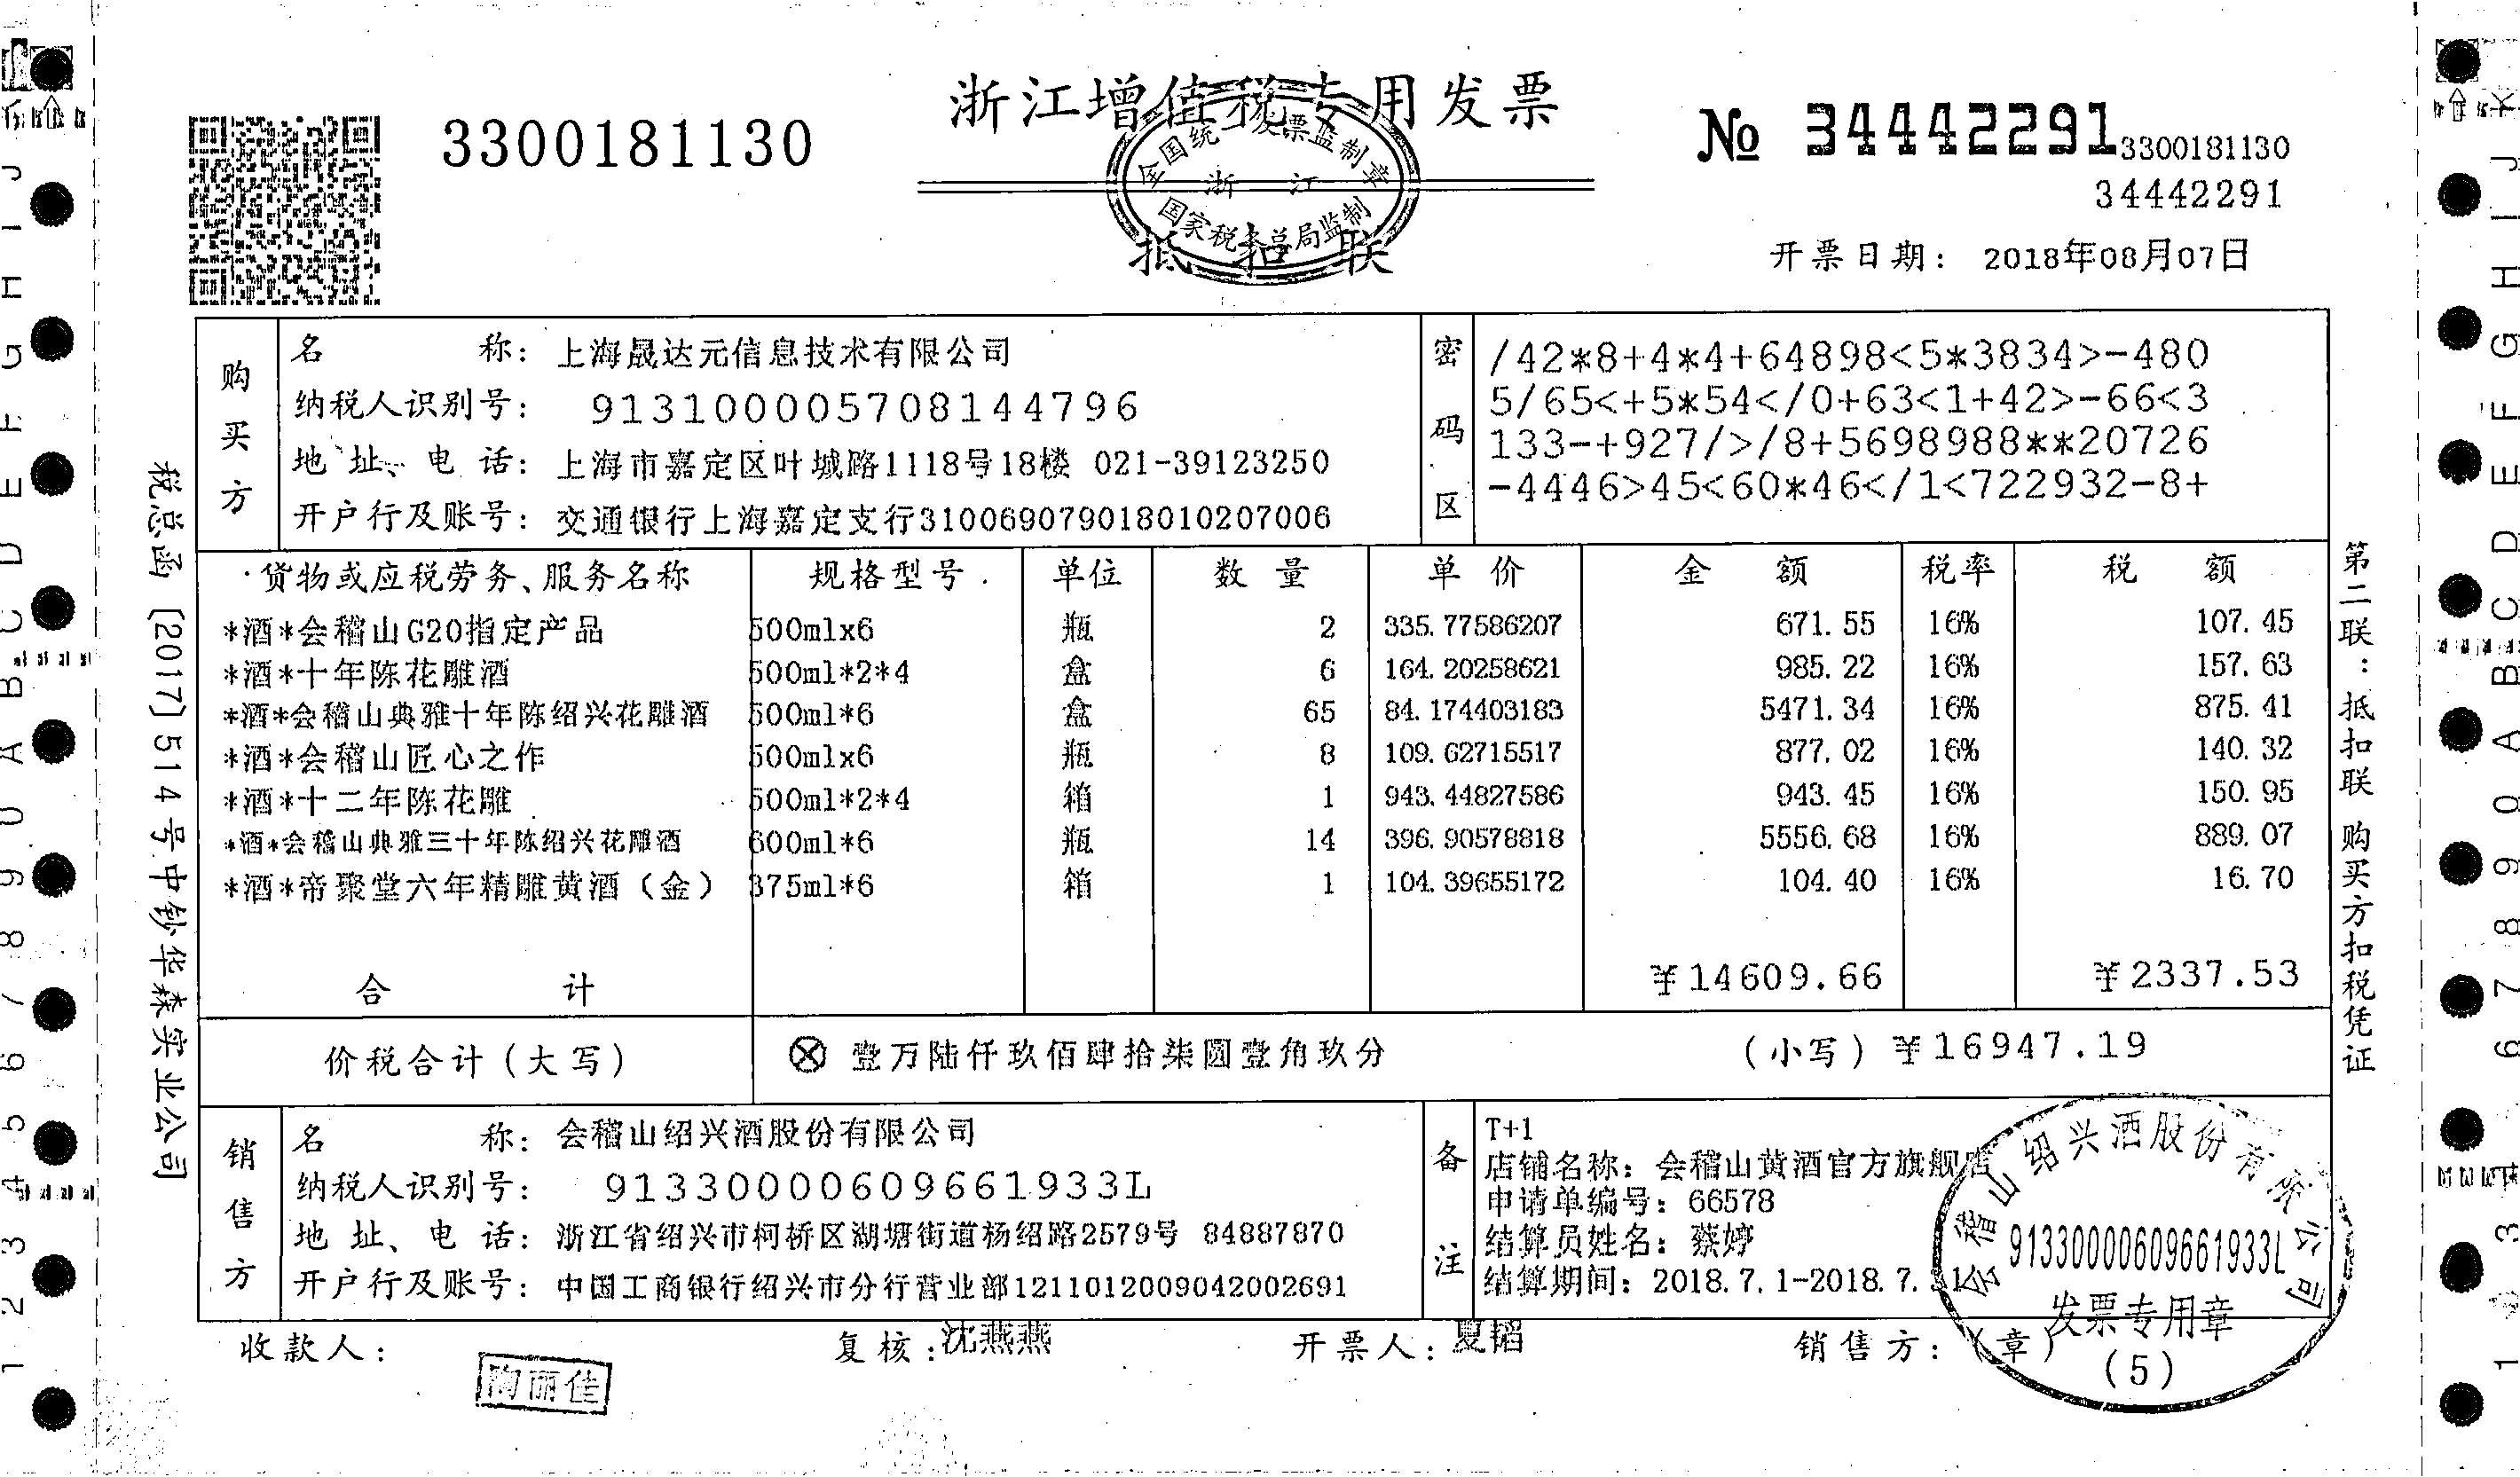 浙江增值税专用发票
3300181130
№ 34442291
3300181130
34442291
全国统一发票监制章
浙江
国家税务总局监制
抵扣联
开票日期: 2018年08月07日
购买方
名称: 上海晟达元信息技术有限公司
纳税人识别号: 913100005708144796
地址、电话: 上海市嘉定区叶城路1118号18楼 021-39123250
开户行及账号: 交通银行上海嘉定支行310069079018010207006
密码区
/42*8+4*4+64898<5*3834>-480
5/65<+5*54</0+63<1+42>-66<3
133-+927/>/8+5698988**20726
-4446>45<60*46</1<722932-8+
货物或应税劳务、服务名称 规格型号 单位 数量 单价 金额 税率 税额
*酒*会稽山G20指定产品 500mlx6 瓶 2 335.77586207 671.55 16% 107.45
*酒*十年陈花雕酒 500ml*2*4 盒 6 164.20258621 985.22 16% 157.63
*酒*会稽山典雅十年陈绍兴花雕酒 500ml*6 盒 65 84.174403183 5471.34 16% 875.41
*酒*会稽山匠心之作 500mlx6 瓶 8 109.62715517 877.02 16% 140.32
*酒*十二年陈花雕 500ml*2*4 箱 1 943.44827586 943.45 16% 150.95
*酒*会稽山典雅三十年陈绍兴花雕酒 600ml*6 瓶 14 396.90578818 5556.68 16% 889.07
*酒*帝聚堂六年精雕黄酒（金） 375ml*6 箱 1 104.39655172 104.40 16% 16.70
合计 ¥14609.66 ¥2337.53
价税合计(大写) ⊗ 壹万陆仟玖佰肆拾柒圆壹角玖分 (小写) ¥16947.19
销售方
名称: 会稽山绍兴酒股份有限公司
纳税人识别号: 91330000609661933L
地址、电话: 浙江省绍兴市柯桥区湖塘街道杨绍路2579号 84887870
开户行及账号: 中国工商银行绍兴市分行营业部1211012009042002691
备注
T+1
店铺名称: 会稽山黄酒官方旗舰店
申请单编号: 66578
结算员姓名: 蔡婷
结算期间: 2018.7.1-2018.7.31
会稽山绍兴酒股份有限公司
91330000609661933L
发票专用章
(5)
收款人:
陶丽佳
复核: 沈燕燕
开票人: 夏韬
销售方: (章)
税总函〔2017〕514号中钞华森实业公司
第二联: 抵扣联 购买方扣税凭证